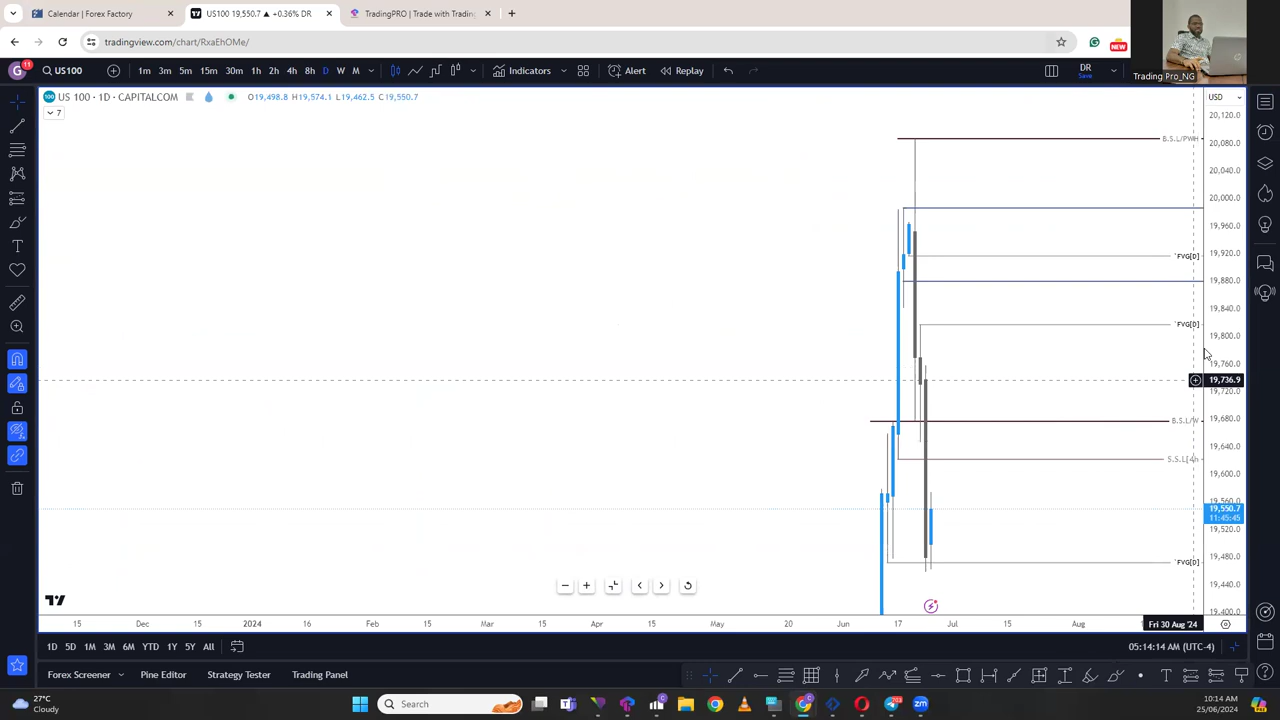 Calendar | Forex Factory
US100 19,550.7 ▲ +0.36% DR
TradingPRO | Trade with Trading
tradingview.com/chart/RxaEhOMe/
NEW
Trading Pro_NG
G 11
US100
1m 3m 5m 15m 30m 1h 2h 4h 8h D W M
Indicators
Alert
Replay
DR
Save
100 US 100 · 1D · CAPITALCOM
O19,498.8 H19,574.1 L19,462.5 C19,550.7
7
USD
20,120.0
B.S.L/PWH
20,080.0
20,040.0
20,000.0
19,960.0
19,920.0
`FVG[D]
19,880.0
19,840.0
`FVG[D]
19,800.0
19,760.0
19,736.9
19,720.0
19,680.0
B.S.L/W
19,640.0
S.S.L[4h
19,600.0
19,560.0
19,550.7
11:45:45
19,520.0
19,480.0
`FVG[D]
19,440.0
19,400.0
15 Dec 15 2024 16 Feb 15 Mar 15 Apr 15 May 20 Jun 17 Jul 15 Aug
Fri 30 Aug '24
1D 5D 1M 3M 6M YTD 1Y 5Y All
05:14:14 AM (UTC-4)
Forex Screener
Pine Editor
Strategy Tester
Trading Panel
27°C
Cloudy
Search
10:14 AM
25/06/2024